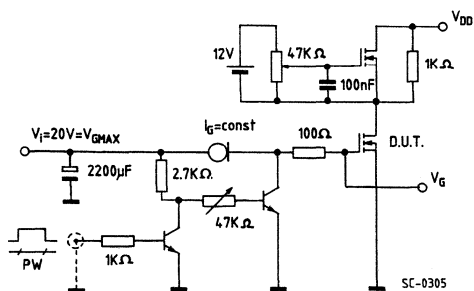 V_DD
12V
47KΩ
100nF
1KΩ
V_i=20V=V_GMAX
I_G=const
100Ω
D.U.T.
2200µF
2.7KΩ
V_G
47KΩ
PW
1KΩ
SC-0305